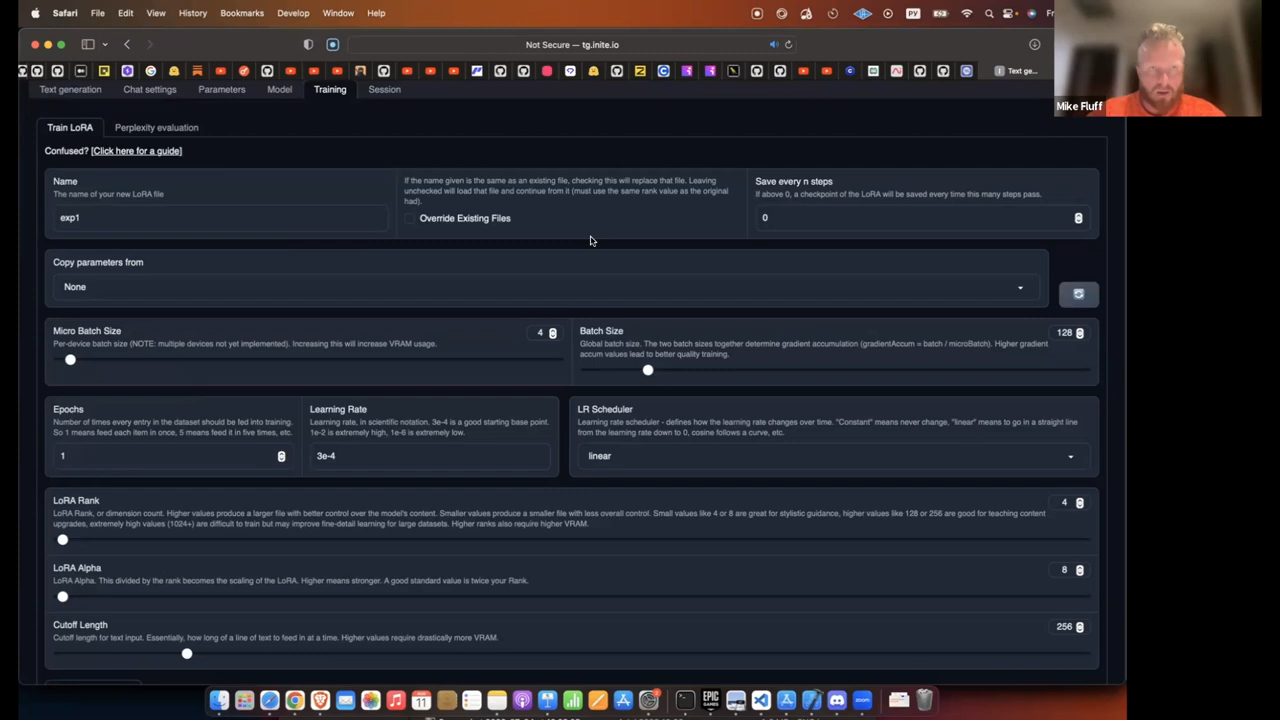 Safari File Edit View History Bookmarks Develop Window Help
РУ
Not Secure — tg.inite.io
Text ge...
Mike Fluff
Text generation Chat settings Parameters Model Training Session
Train LoRA Perplexity evaluation
Confused? [Click here for a guide]
Name
The name of your new LoRA file
exp1
If the name given is the same as an existing file, checking this will replace that file. Leaving
unchecked will load that file and continue from it (must use the same rank value as the original
had).
Override Existing Files
Save every n steps
If above 0, a checkpoint of the LoRA will be saved every time this many steps pass.
0
Copy parameters from
None
Micro Batch Size
4
Per-device batch size (NOTE: multiple devices not yet implemented). Increasing this will increase VRAM usage.
Batch Size
128
Global batch size. The two batch sizes together determine gradient accumulation (gradientAccum = batch / microBatch). Higher gradient
accum values lead to better quality training.
Epochs
Number of times every entry in the dataset should be fed into training.
So 1 means feed each item in once, 5 means feed it in five times, etc.
1
Learning Rate
Learning rate, in scientific notation. 3e-4 is a good starting base point.
1e-2 is extremely high, 1e-6 is extremely low.
3e-4
LR Scheduler
Learning rate scheduler - defines how the learning rate changes over time. "Constant" means never change, "linear" means to go in a straight line
from the learning rate down to 0, cosine follows a curve, etc.
linear
LoRA Rank
4
LoRA Rank, or dimension count. Higher values produce a larger file with better control over the model's content. Smaller values produce a smaller file with less overall control. Small values like 4 or 8 are great for stylistic guidance, higher values like 128 or 256 are good for teaching content
upgrades, extremely high values (1024+) are difficult to train but may improve fine-detail learning for large datasets. Higher ranks also require higher VRAM.
LoRA Alpha
8
LoRA Alpha. This divided by the rank becomes the scaling of the LoRA. Higher means stronger. A good standard value is twice your Rank.
Cutoff Length
256
Cutoff length for text input. Essentially, how long of a line of text to feed in at a time. Higher values require drastically more VRAM.
11
EPIC
GAMES
zoom